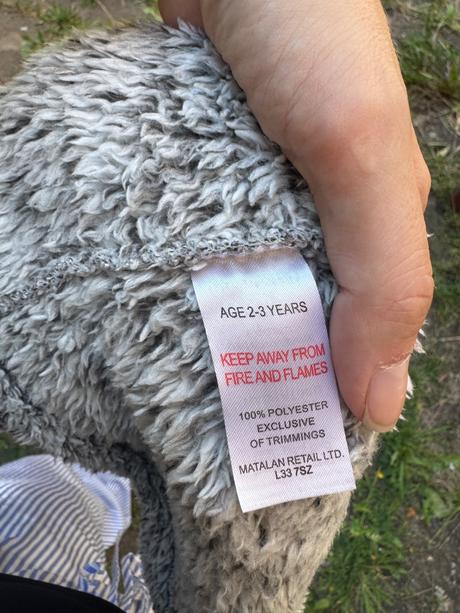 AGE 2-3 YEARS
KEEP AWAY FROM
FIRE AND FLAMES
100% POLYESTER
EXCLUSIVE
OF TRIMMINGS
MATALAN RETAIL LTD.
L33 7SZ